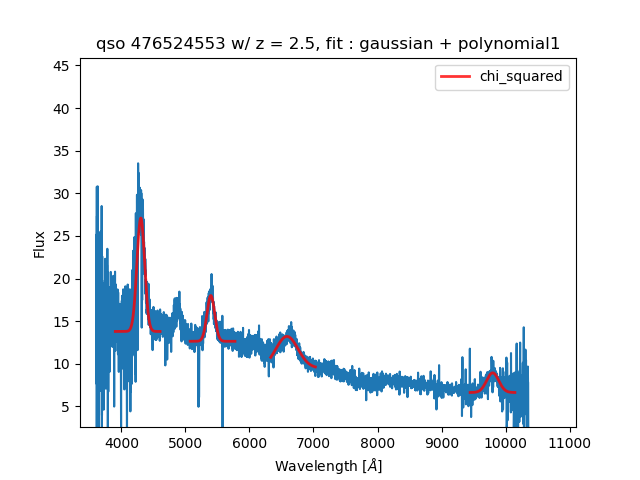 qso 476524553 w/ z = 2.5, fit : gaussian + polynomial1
chi_squared
Flux
45
40
35
30
25
20
15
10
5
4000 5000 6000 7000 8000 9000 10000 11000
Wavelength [Å]